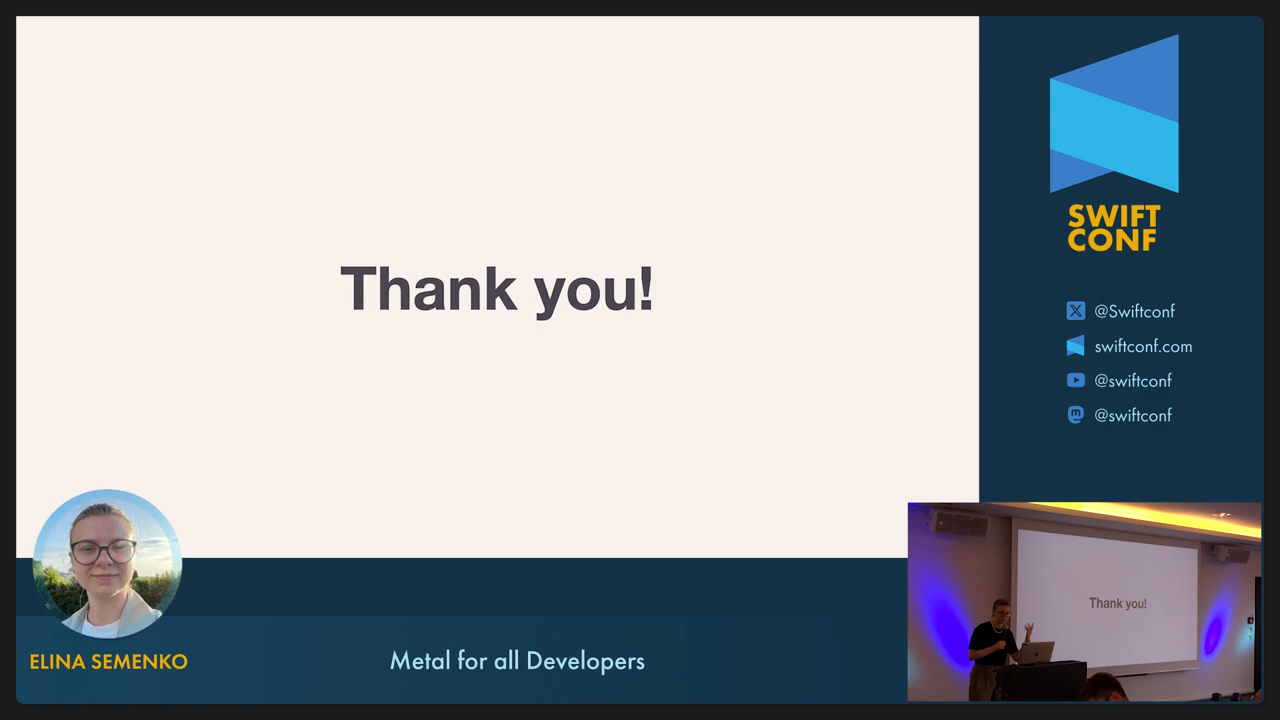 Thank you!
SWIFT
CONF
@Swiftconf
swiftconf.com
@swiftconf
@swiftconf
Thank you!
ELINA SEMENKO
Metal for all Developers